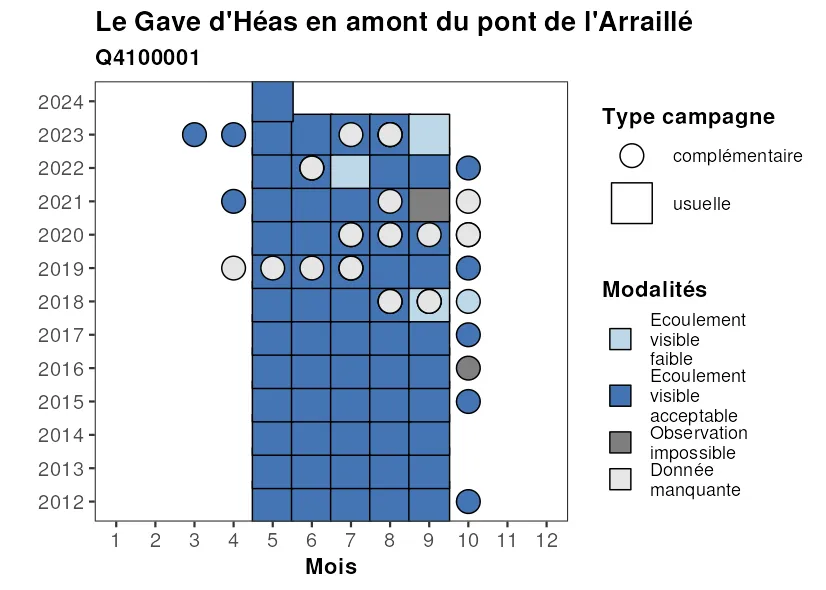 Le Gave d'Héas en amont du pont de l'Arraillé
Q4100001
2024
2023
2022
2021
2020
2019
2018
2017
2016
2015
2014
2013
2012
1 2 3 4 5 6 7 8 9 10 11 12
Mois
Type campagne
complémentaire
usuelle
Modalités
Ecoulement
visible
faible
Ecoulement
visible
acceptable
Observation
impossible
Donnée
manquante